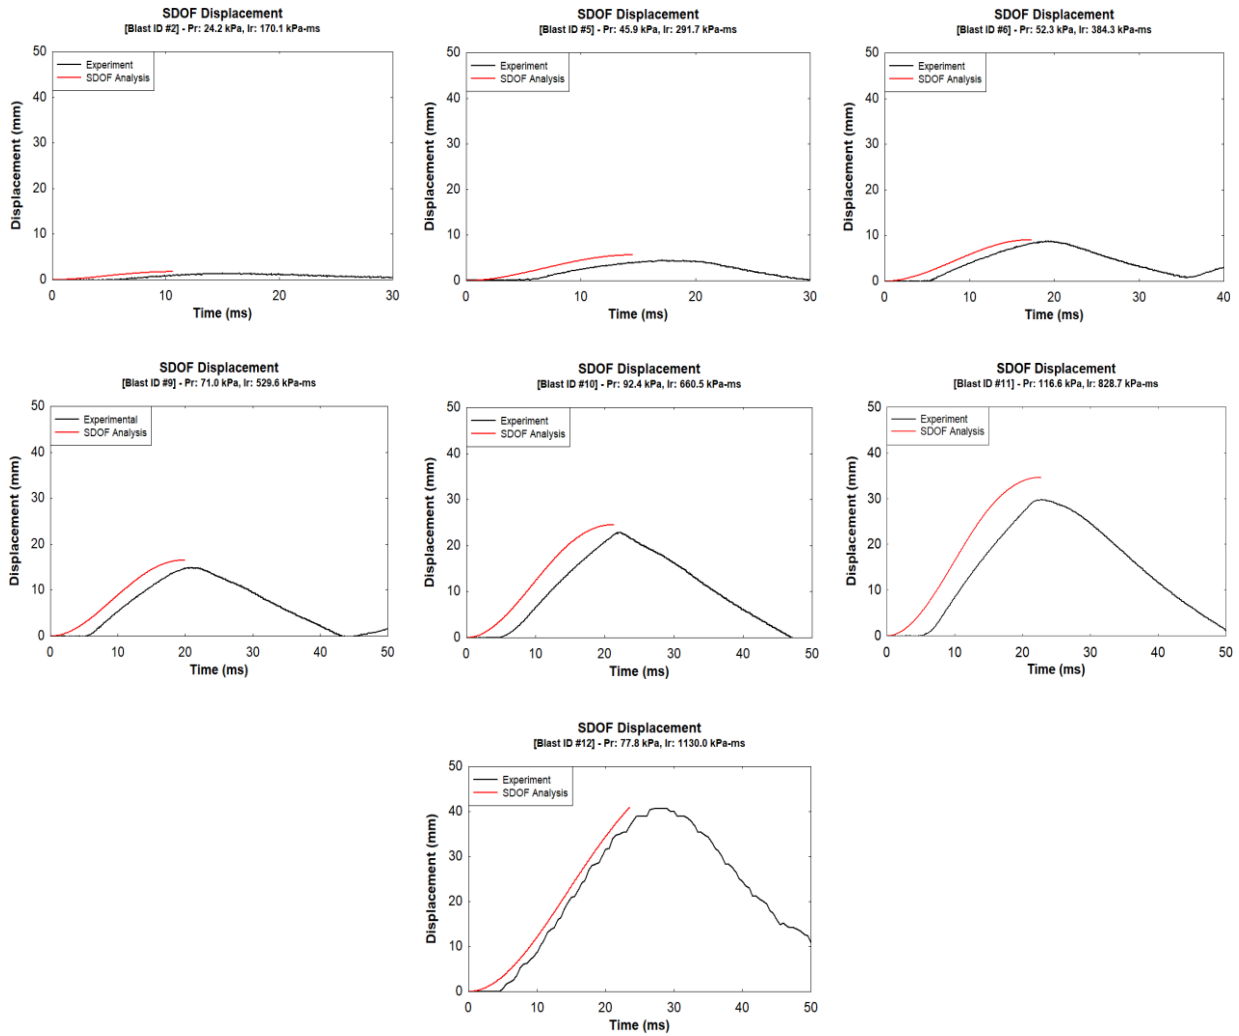 SDOF Displacement
[Blast ID #2] - Pr: 24.2 kPa, Ir: 170.1 kPa-ms
50
40
30
20
10
0
Experiment
SDOF Analysis
Displacement (mm)
0 10 20 30
Time (ms)
SDOF Displacement
[Blast ID #5] - Pr: 45.9 kPa, Ir: 291.7 kPa-ms
50
40
30
20
10
0
Experiment
SDOF Analysis
Displacement (mm)
0 10 20 30
Time (ms)
SDOF Displacement
[Blast ID #6] - Pr: 52.3 kPa, Ir: 384.3 kPa-ms
50
40
30
20
10
0
Experiment
SDOF Analysis
Displacement (mm)
0 10 20 30 40
Time (ms)
SDOF Displacement
[Blast ID #9] - Pr: 71.0 kPa, Ir: 529.6 kPa-ms
50
40
30
20
10
0
Experimental
SDOF Analysis
Displacement (mm)
0 10 20 30 40 50
Time (ms)
SDOF Displacement
[Blast ID #10] - Pr: 92.4 kPa, Ir: 660.5 kPa-ms
50
40
30
20
10
0
Experiment
SDOF Analysis
Displacement (mm)
0 10 20 30 40 50
Time (ms)
SDOF Displacement
[Blast ID #11] - Pr: 116.6 kPa, Ir: 828.7 kPa-ms
50
40
30
20
10
0
Experiment
SDOF Analysis
Displacement (mm)
0 10 20 30 40 50
Time (ms)
SDOF Displacement
[Blast ID #12] - Pr: 77.8 kPa, Ir: 1130.0 kPa-ms
50
40
30
20
10
0
Experiment
SDOF Analysis
Displacement (mm)
0 10 20 30 40 50
Time (ms)